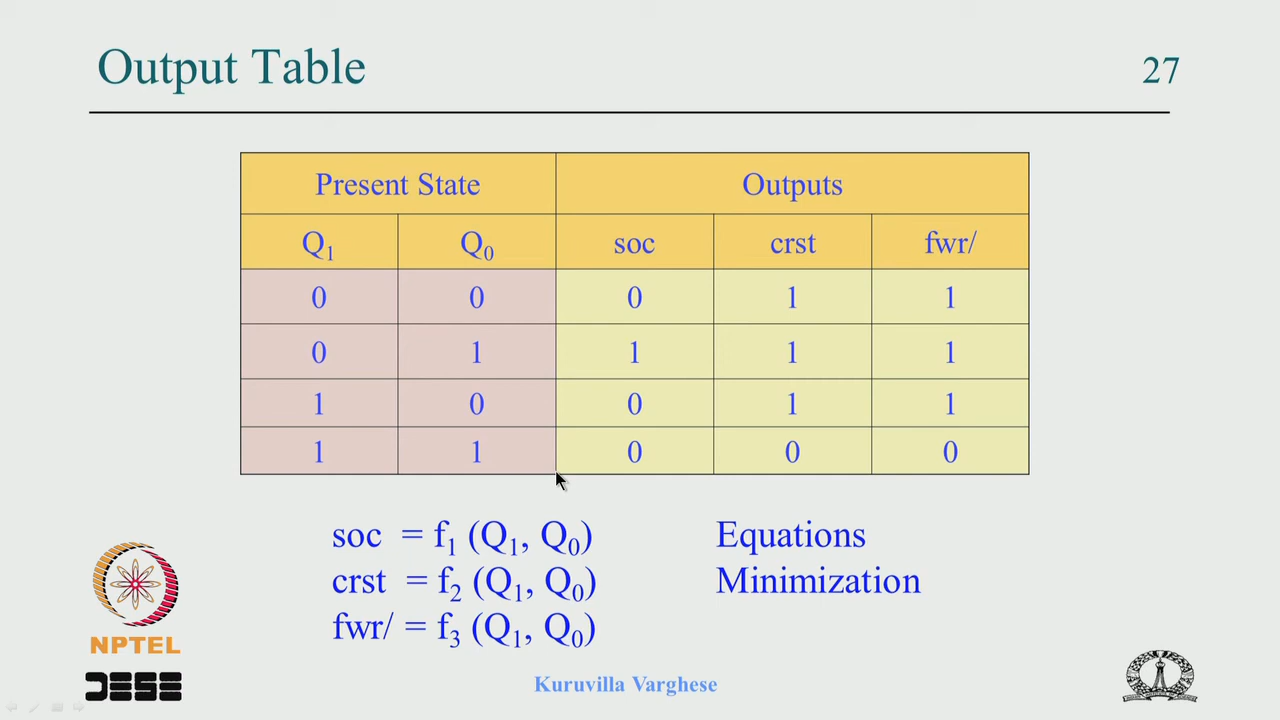 Output Table 27
Present State Outputs
Q1 Q0 soc crst fwr/
0 0 0 1 1
0 1 1 1 1
1 0 0 1 1
1 1 0 0 0
soc = f1 (Q1, Q0) Equations
crst = f2 (Q1, Q0) Minimization
fwr/ = f3 (Q1, Q0)
NPTEL
DESE
Kuruvilla Varghese